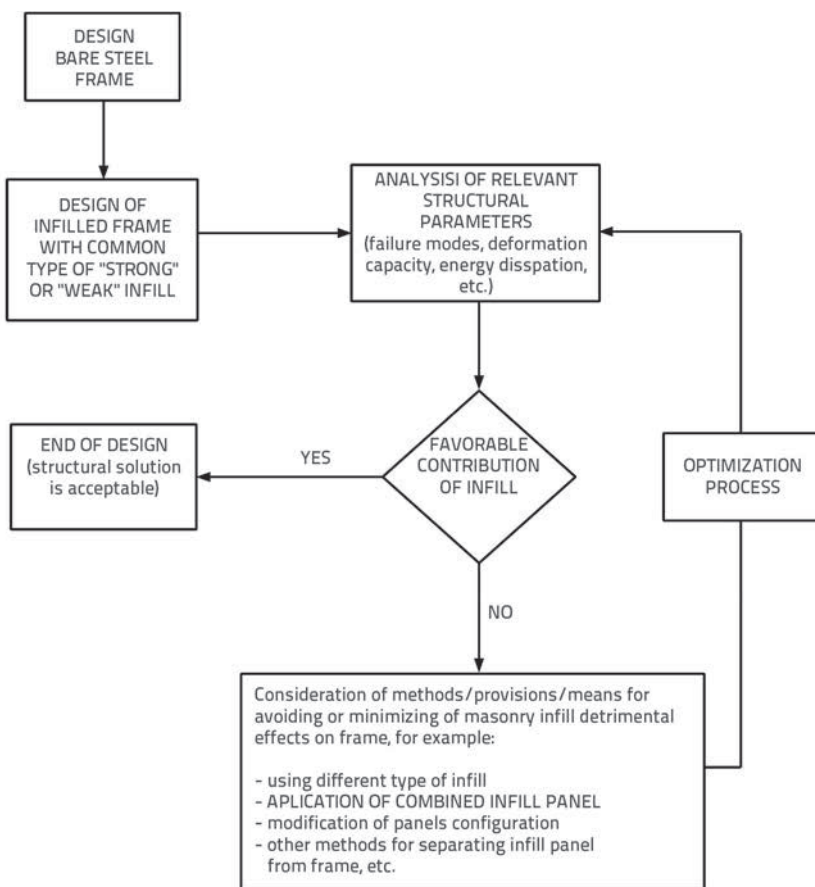 DESIGN
BARE STEEL
FRAME
DESIGN OF
INFILLED FRAME
WITH COMMON
TYPE OF "STRONG"
OR "WEAK" INFILL
ANALYSISI OF RELEVANT
STRUCTURAL
PARAMETERS
(failure modes, deformation
capacity, energy disspation,
etc.)
END OF DESIGN
(structural solution
is acceptable)
YES
FAVORABLE
CONTRIBUTION
OF INFILL
OPTIMIZATION
PROCESS
NO
Consideration of methods/provisions/means for
avoiding or minimizing of masonry infill detrimental
effects on frame, for example:
- using different type of infill
- APLICATION OF COMBINED INFILL PANEL
- modification of panels configuration
- other methods for separating infill panel
from frame, etc.